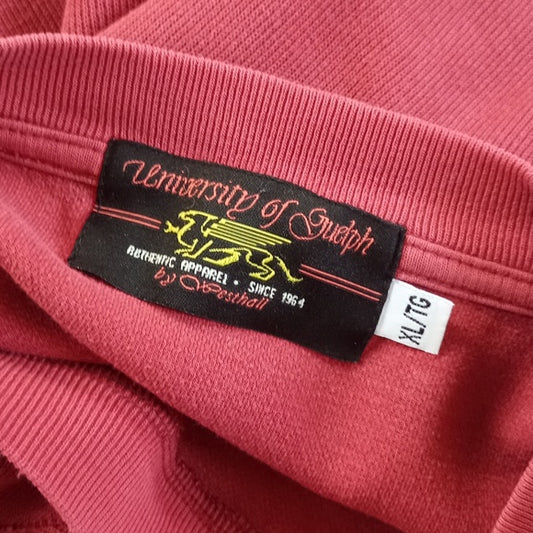 University of Guelph
AUTHENTIC APPAREL • SINCE 1964
by Westhall
XL/TG